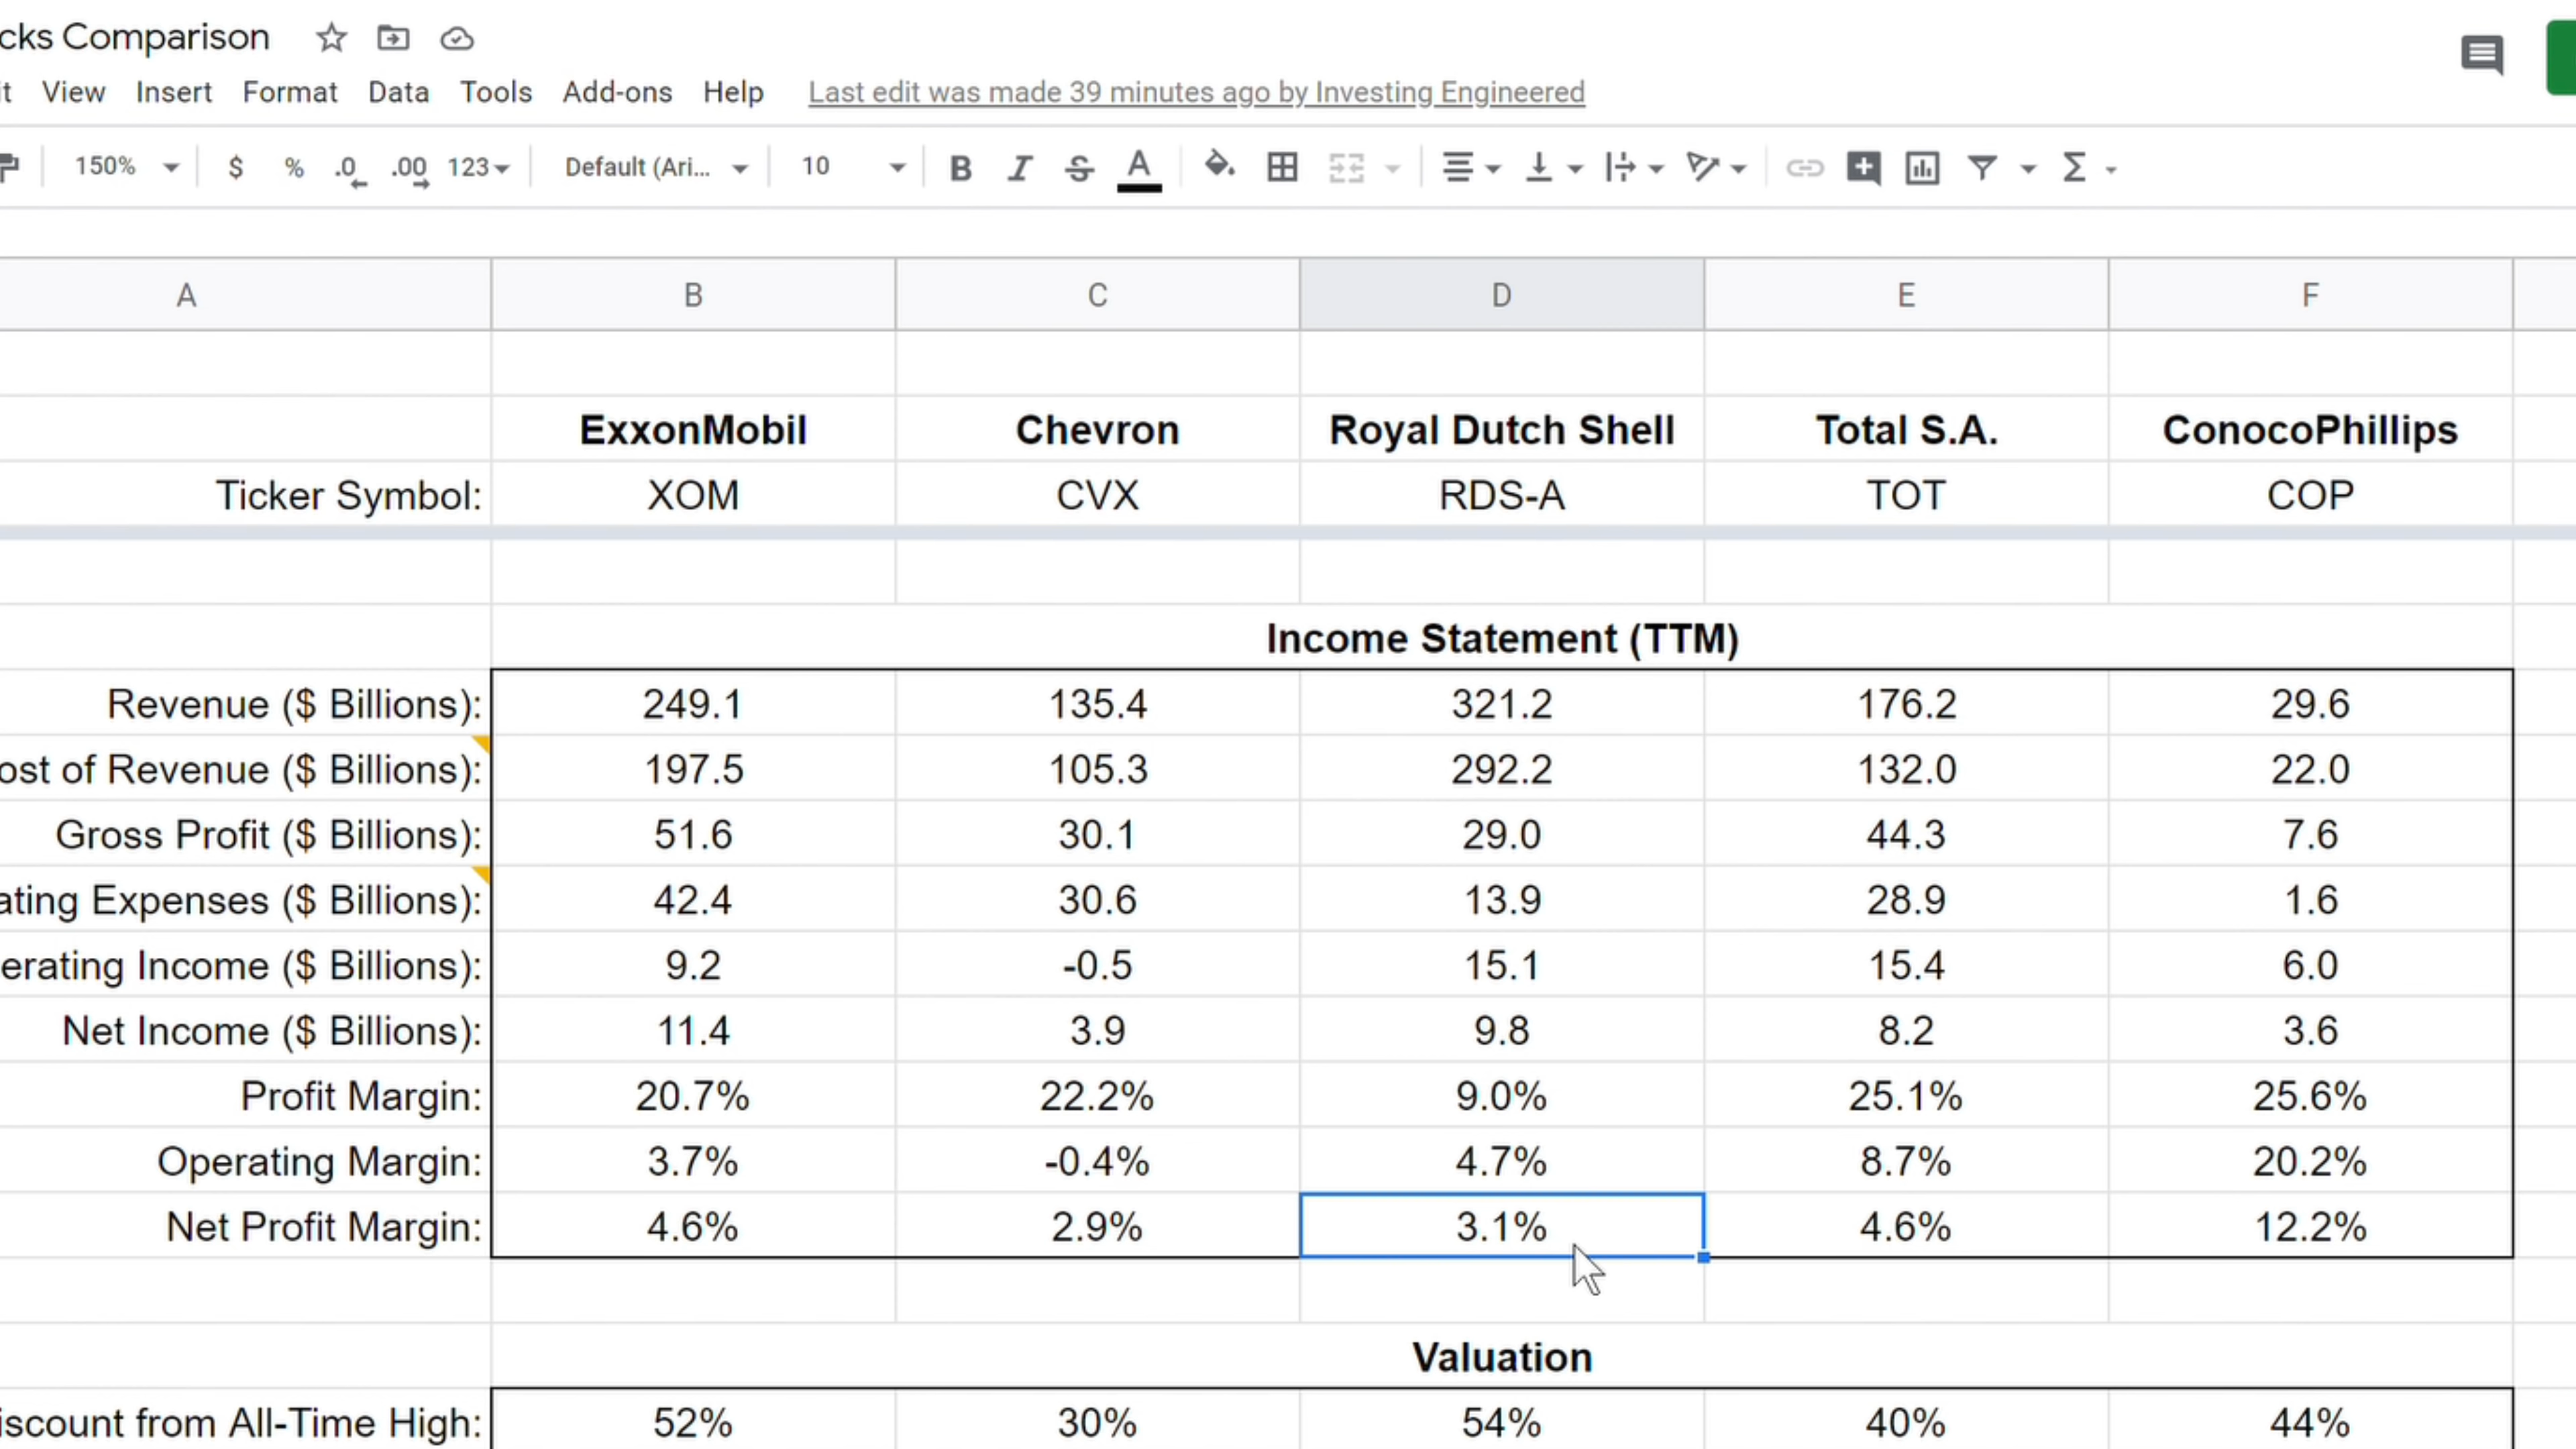 cks Comparison
it View Insert Format Data Tools Add-ons Help Last edit was made 39 minutes ago by Investing Engineered
150% $ % .0 .00 123 Default (Ari... 10 B I S A Σ
A B C D E F
ExxonMobil Chevron Royal Dutch Shell Total S.A. ConocoPhillips
Ticker Symbol: XOM CVX RDS-A TOT COP
Income Statement (TTM)
Revenue ($ Billions): 249.1 135.4 321.2 176.2 29.6
ost of Revenue ($ Billions): 197.5 105.3 292.2 132.0 22.0
Gross Profit ($ Billions): 51.6 30.1 29.0 44.3 7.6
ating Expenses ($ Billions): 42.4 30.6 13.9 28.9 1.6
erating Income ($ Billions): 9.2 -0.5 15.1 15.4 6.0
Net Income ($ Billions): 11.4 3.9 9.8 8.2 3.6
Profit Margin: 20.7% 22.2% 9.0% 25.1% 25.6%
Operating Margin: 3.7% -0.4% 4.7% 8.7% 20.2%
Net Profit Margin: 4.6% 2.9% 3.1% 4.6% 12.2%
Valuation
iscount from All-Time High: 52% 30% 54% 40% 44%